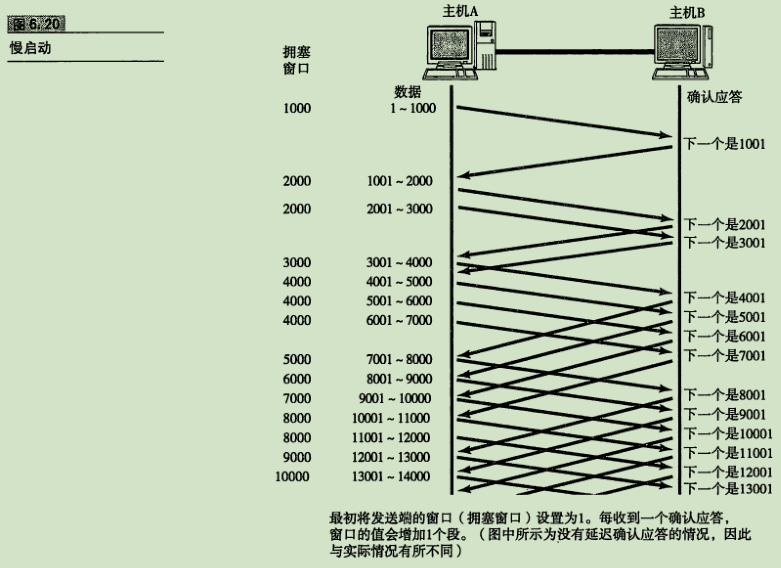 图 6.20
慢启动
主机A
主机B
拥塞
窗口
数据
确认应答
1000 1~1000
下一个是1001
2000 1001~2000
2000 2001~3000
下一个是2001
下一个是3001
3000 3001~4000
4000 4001~5000
4000 5001~6000
4000 6001~7000
下一个是4001
下一个是5001
下一个是6001
下一个是7001
5000 7001~8000
6000 8001~9000
7000 9001~10000
8000 10001~11000
8000 11001~12000
9000 12001~13000
10000 13001~14000
下一个是8001
下一个是9001
下一个是10001
下一个是11001
下一个是12001
下一个是13001
最初将发送端的窗口（拥塞窗口）设置为1。每收到一个确认应答，
窗口的值会增加1个段。（图中所示为没有延迟确认应答的情况，因此
与实际情况有所不同）